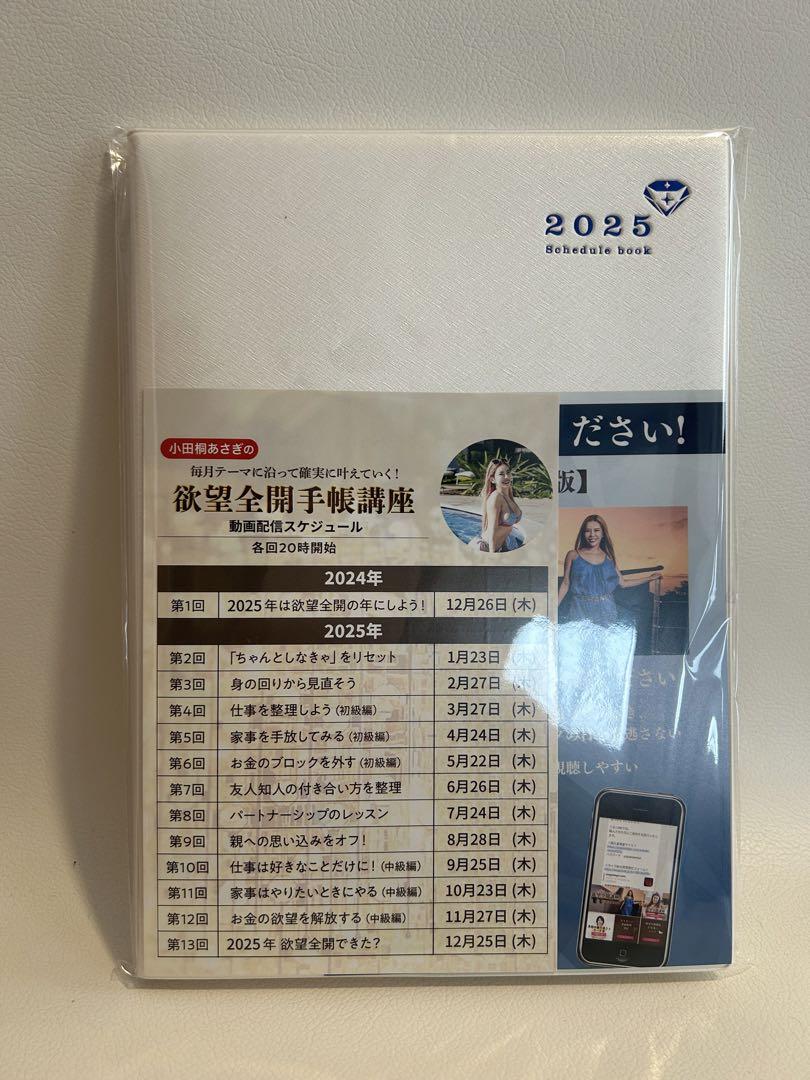 2025
Schedule book
ださい!
版】
小田桐あさぎの
毎月テーマに沿って確実に叶えていく!
欲望全開手帳講座
動画配信スケジュール
各回20時開始
2024年
第1回 2025年は欲望全開の年にしよう! 12月26日(木)
2025年
第2回 「ちゃんとしなきゃ」をリセット 1月23日(木)
第3回 身の回りから見直そう 2月27日(木)
第4回 仕事を整理しよう(初級編) 3月27日(木)
第5回 家事を手放してみる(初級編) 4月24日(木)
第6回 お金のブロックを外す(初級編) 5月22日(木)
第7回 友人知人の付き合い方を整理 6月26日(木)
第8回 パートナーシップのレッスン 7月24日(木)
第9回 親への思い込みをオフ! 8月28日(木)
第10回 仕事は好きなことだけに!(中級編) 9月25日(木)
第11回 家事はやりたいときにやる(中級編) 10月23日(木)
第12回 お金の欲望を解放する(中級編) 11月27日(木)
第13回 2025年 欲望全開できた? 12月25日(木)
さい
逃さない
視聴しやすい